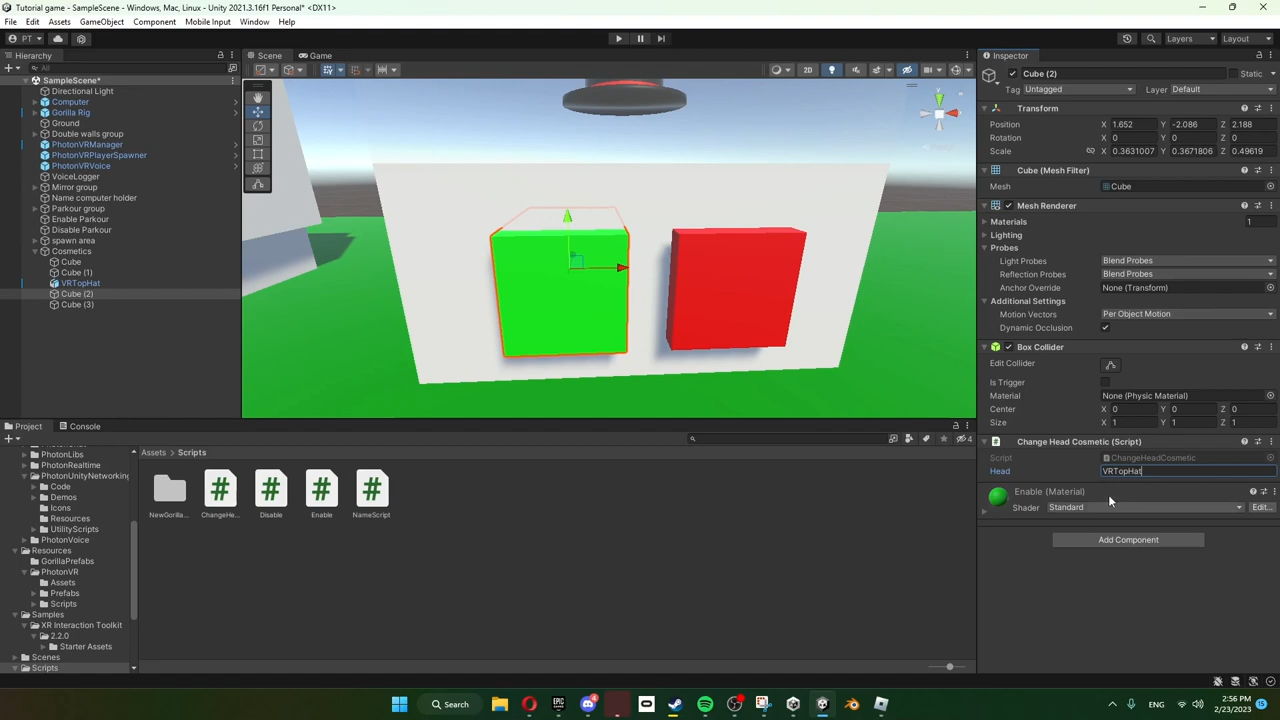 Tutorial game - SampleScene - Windows, Mac, Linux - Unity 2021.3.16f1 Personal* <DX11>
File Edit Assets GameObject Component Mobile Input Window Help
PT Layers Layout
Hierarchy
All
SampleScene*
Directional Light
Computer
Gorilla Rig
Ground
Double walls group
PhotonVRManager
PhotonVRPlayerSpawner
PhotonVRVoice
VoiceLogger
Mirror group
Name computer holder
Parkour group
Enable Parkour
Disable Parkour
spawn area
Cosmetics
Cube
Cube (1)
VRTopHat
Cube (2)
Cube (3)
Scene Game
2D
y
x
Inspector
Cube (2) Static
Tag Untagged Layer Default
Transform
Position X 1.652 Y -2.086 Z 2.188
Rotation X 0 Y 0 Z 0
Scale X 0.3631007 Y 0.3671806 Z 0.49619
Cube (Mesh Filter)
Mesh Cube
Mesh Renderer
Materials 1
Lighting
Probes
Light Probes Blend Probes
Reflection Probes Blend Probes
Anchor Override None (Transform)
Additional Settings
Motion Vectors Per Object Motion
Dynamic Occlusion
Box Collider
Edit Collider
Is Trigger
Material None (Physic Material)
Center X 0 Y 0 Z 0
Size X 1 Y 1 Z 1
Change Head Cosmetic (Script)
Script ChangeHeadCosmetic
Head VRTopHat
Enable (Material)
Shader Standard Edit...
Add Component
Project Console
4
PhotonLibs
PhotonRealtime
PhotonUnityNetworking
Code
Demos
Icons
Resources
UtilityScripts
PhotonVoice
Resources
GorillaPrefabs
PhotonVR
Assets
Prefabs
Scripts
Samples
XR Interaction Toolkit
2.2.0
Starter Assets
Scenes
Scripts
Assets Scripts
NewGorilla... ChangeHe... Disable Enable NameScript
Search
4
ENG
2:56 PM
2/23/2023